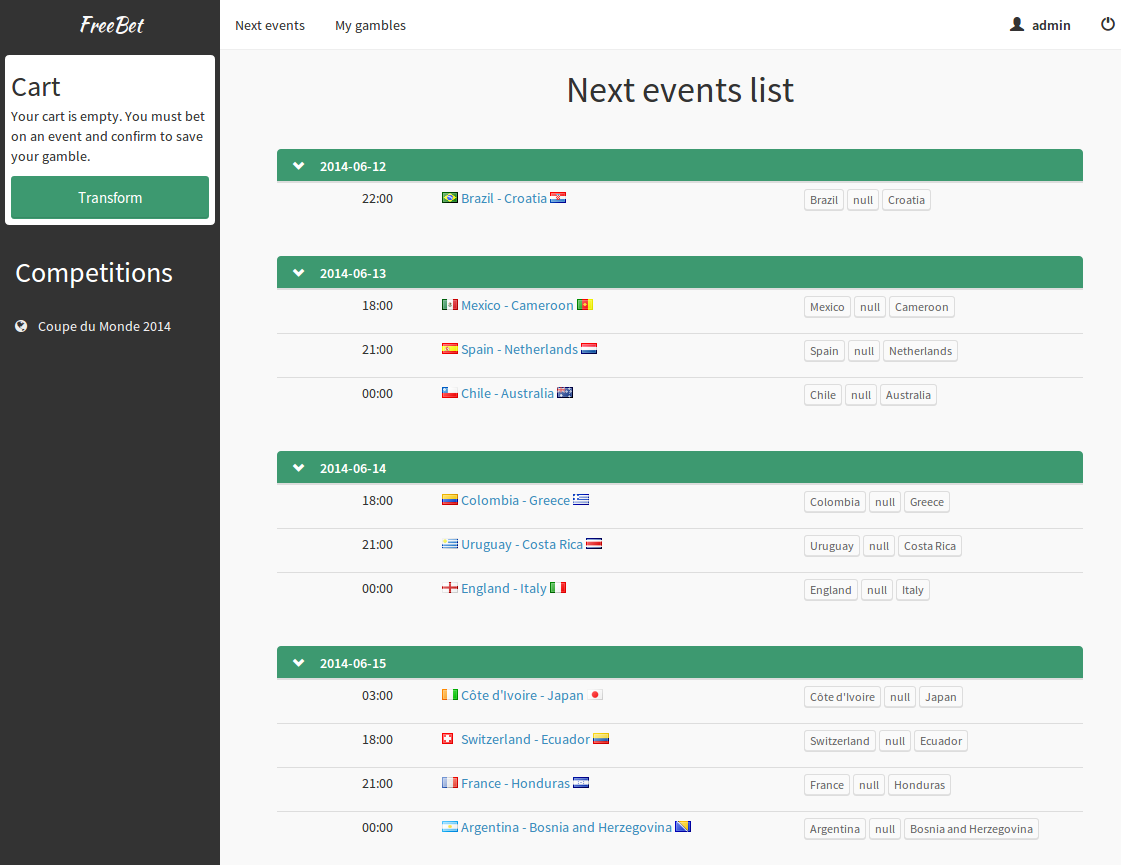 FreeBet
Next events My gambles admin
Cart
Your cart is empty. You must bet
on an event and confirm to save
your gamble.
Transform
Competitions
Coupe du Monde 2014
Next events list
2014-06-12
22:00 Brazil - Croatia Brazil null Croatia
2014-06-13
18:00 Mexico - Cameroon Mexico null Cameroon
21:00 Spain - Netherlands Spain null Netherlands
00:00 Chile - Australia Chile null Australia
2014-06-14
18:00 Colombia - Greece Colombia null Greece
21:00 Uruguay - Costa Rica Uruguay null Costa Rica
00:00 England - Italy England null Italy
2014-06-15
03:00 Côte d'Ivoire - Japan Côte d'Ivoire null Japan
18:00 Switzerland - Ecuador Switzerland null Ecuador
21:00 France - Honduras France null Honduras
00:00 Argentina - Bosnia and Herzegovina Argentina null Bosnia and Herzegovina